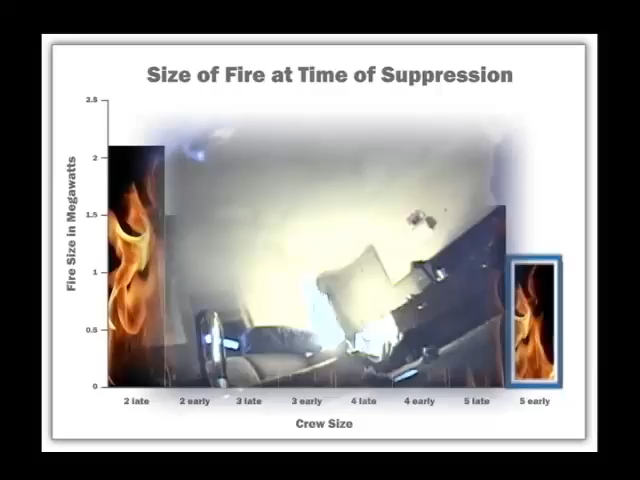 Size of Fire at Time of Suppression
Fire Size in Megawatts
2.5
2
1.5
1
0.5
0
2 late 2 early 3 late 3 early 4 late 4 early 5 late 5 early
Crew Size